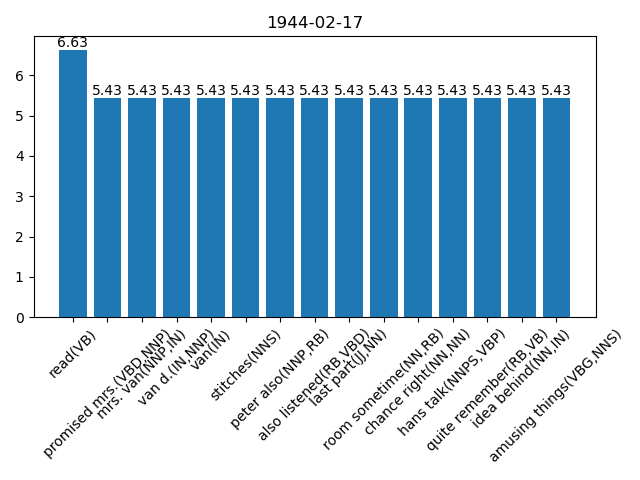 1944-02-17
6.63
5.43 5.43 5.43 5.43 5.43 5.43 5.43 5.43 5.43 5.43 5.43 5.43 5.43 5.43
6
5
4
3
2
1
0
read(VB)
promised mrs.(VBD,NNP)
mrs. van(NNP,IN)
van d.(IN,NNP)
van(IN)
stitches(NNS)
peter also(NNP,RB)
also listened(RB,VBD)
last part(JJ,NN)
room sometime(NN,RB)
chance right(NN,NN)
hans talk(NNPS,VBP)
quite remember(RB,VB)
idea behind(NN,IN)
amusing things(VBG,NNS)